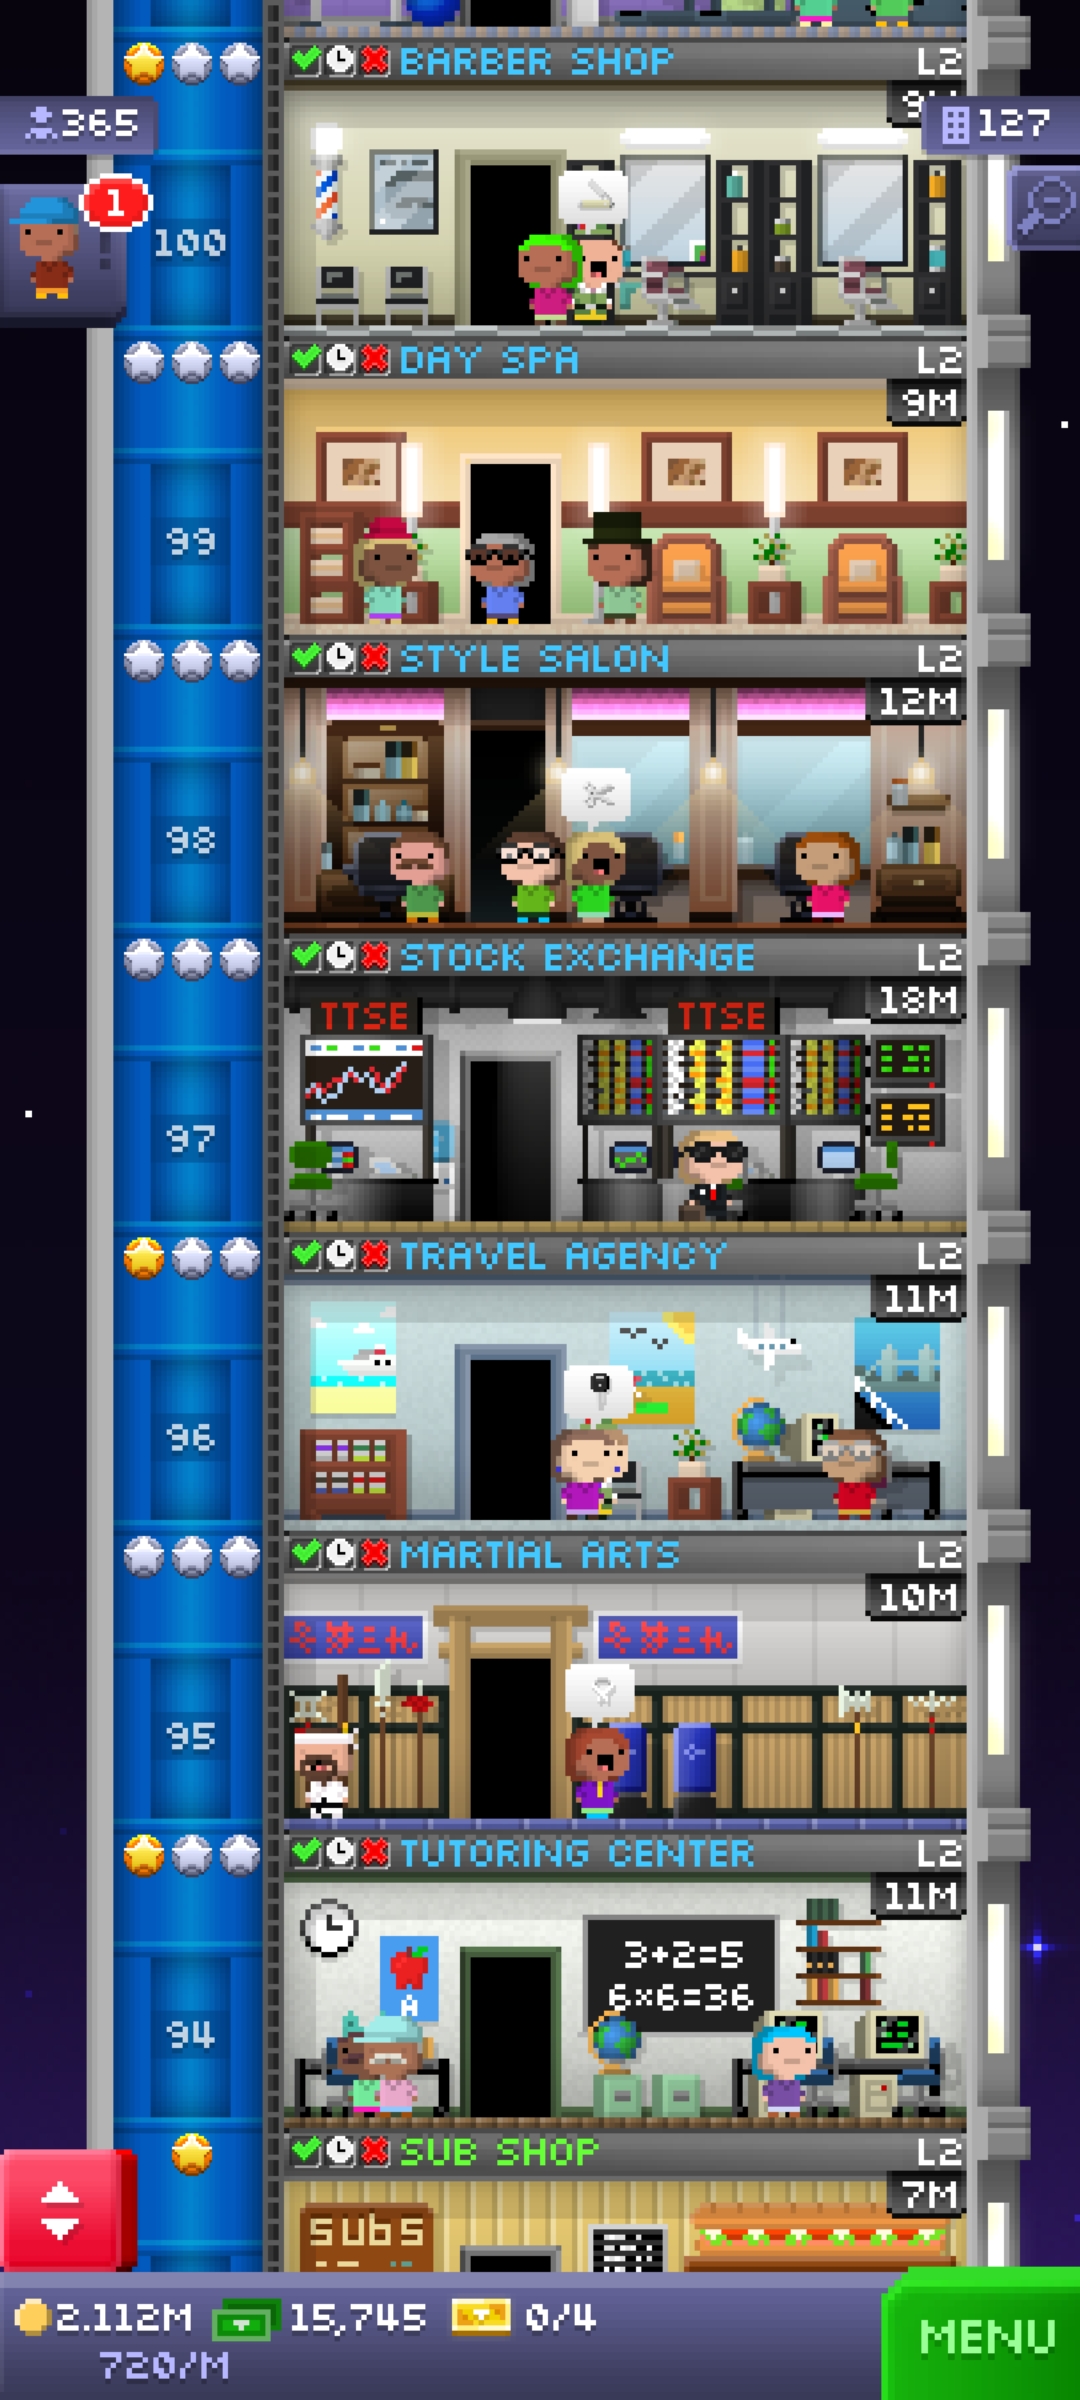 BARBER SHOP L2
365
127
1
100
DAY SPA L2
9M
99
STYLE SALON L2
12M
98
STOCK EXCHANGE L2
18M
TTSE TTSE
97
TRAVEL AGENCY L2
11M
96
MARTIAL ARTS L2
10M
95
TUTORING CENTER L2
11M
3+2=5
6×6=36
A
94
SUB SHOP L2
7M
SUBS
2.112M 15,745 0/4
720/M
MENU